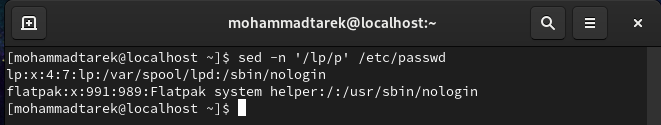 mohammadtarek@localhost:~
[mohammadtarek@localhost ~]$ sed -n '/lp/p' /etc/passwd
lp:x:4:7:lp:/var/spool/lpd:/sbin/nologin
flatpak:x:991:989:Flatpak system helper:/:/usr/sbin/nologin
[mohammadtarek@localhost ~]$